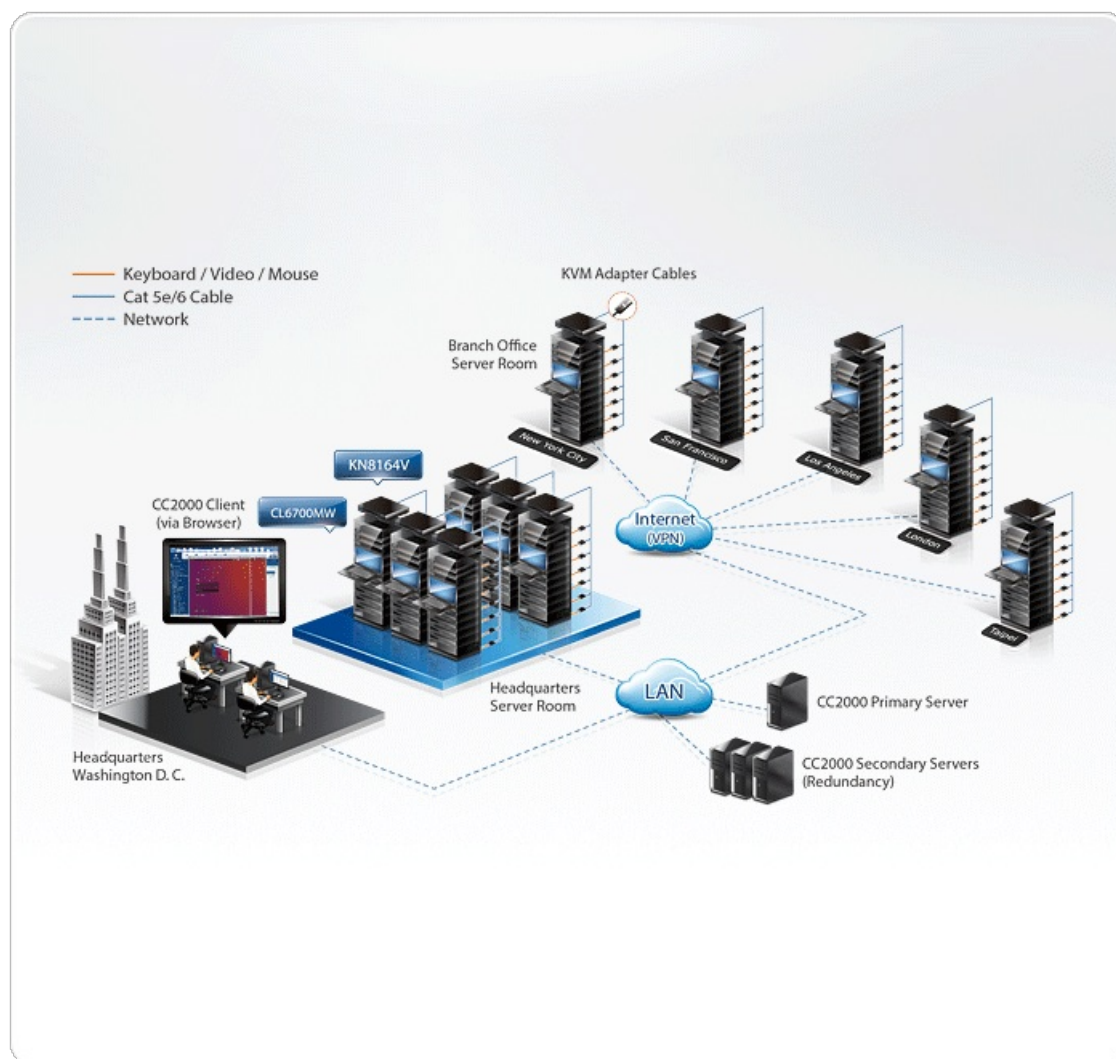 Keyboard / Video / Mouse
Cat 5e/6 Cable
Network
KVM Adapter Cables
Branch Office
Server Room
New York City
San Francisco
Los Angeles
London
Taipei
KN8164V
CL6700MW
CC2000 Client
(via Browser)
Internet
(VPN)
Headquarters
Server Room
LAN
CC2000 Primary Server
CC2000 Secondary Servers
(Redundancy)
Headquarters
Washington D. C.